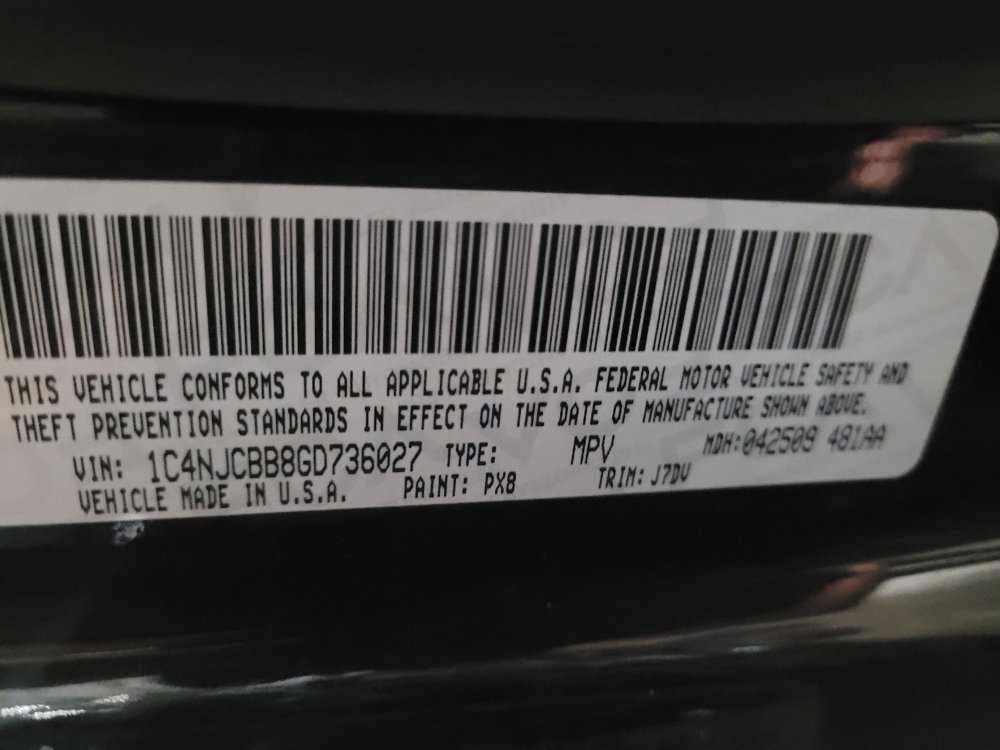 THIS VEHICLE CONFORMS TO ALL APPLICABLE U.S.A. FEDERAL MOTOR VEHICLE SAFETY AND
THEFT PREVENTION STANDARDS IN EFFECT ON THE DATE OF MANUFACTURE SHOWN ABOVE.
VIN: 1C4NJCBB8GD736027 TYPE: MPV MDH:042509 481AA
VEHICLE MADE IN U.S.A. PAINT: PX8 TRIM: J7DV